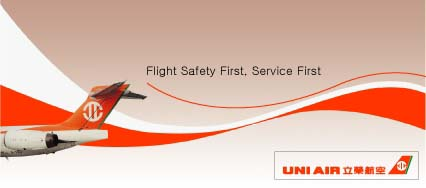 Flight Safety First, Service First
UNI AIR 立榮航空